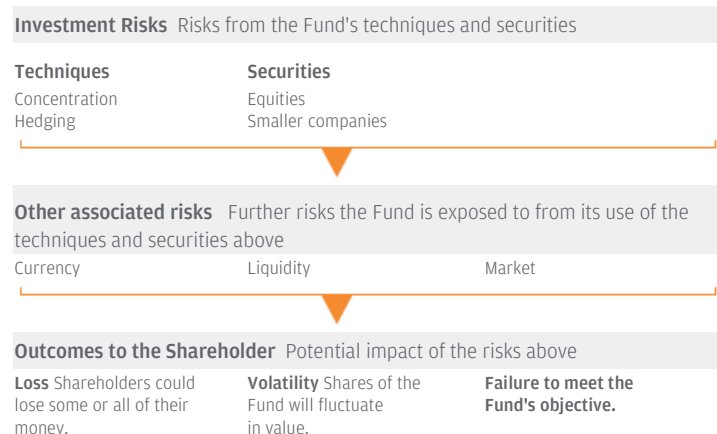 Investment Risks Risks from the Fund's techniques and securities
Techniques Securities
Concentration Equities
Hedging Smaller companies
Other associated risks Further risks the Fund is exposed to from its use of the
techniques and securities above
Currency Liquidity Market
Outcomes to the Shareholder Potential impact of the risks above
Loss Shareholders could Volatility Shares of the Failure to meet the
lose some or all of their Fund will fluctuate Fund's objective.
money. in value.